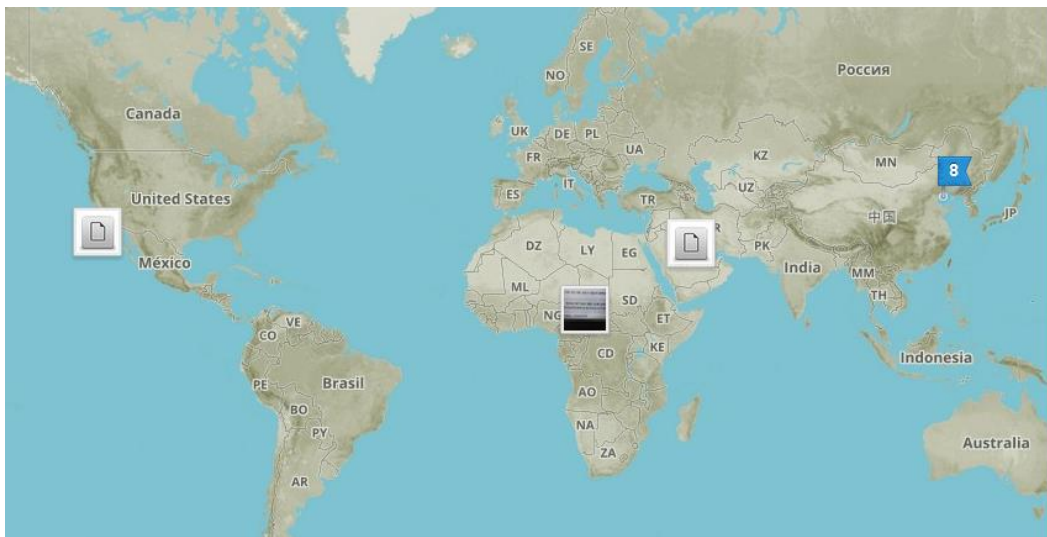 SE
NO
Россия
Canada
UK
DE
PL
FR
UA
KZ
MN
8
IT
ES
UZ
TR
United States
中国
JP
DZ
LY
EG
PK
India
México
ML
SD
MM
TH
NG
ET
VE
CO
CD
KE
Indonesia
PE
Brasil
AO
BO
NA
PY
Australia
ZA
AR